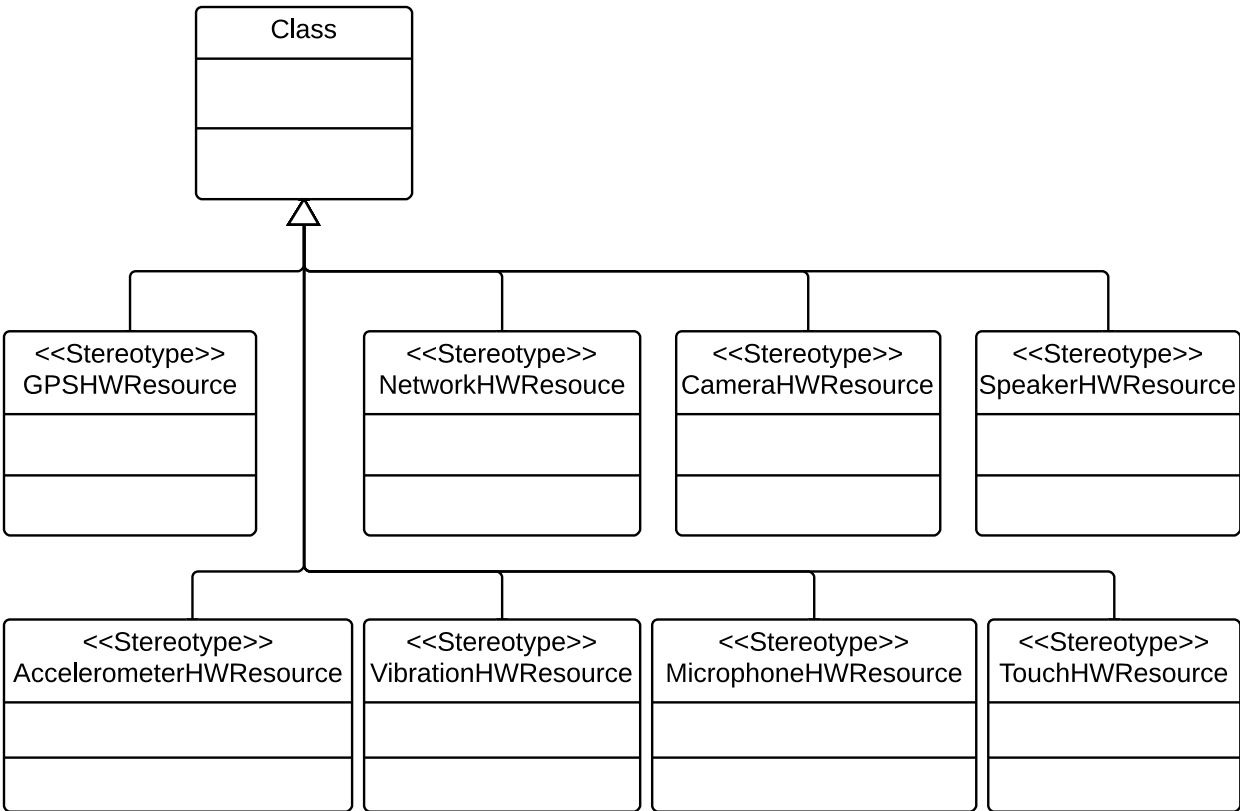 Class
<<Stereotype>>
GPSHWResource
<<Stereotype>>
NetworkHWResouce
<<Stereotype>>
CameraHWResource
<<Stereotype>>
SpeakerHWResource
<<Stereotype>>
AccelerometerHWResource
<<Stereotype>>
VibrationHWResource
<<Stereotype>>
MicrophoneHWResource
<<Stereotype>>
TouchHWResource